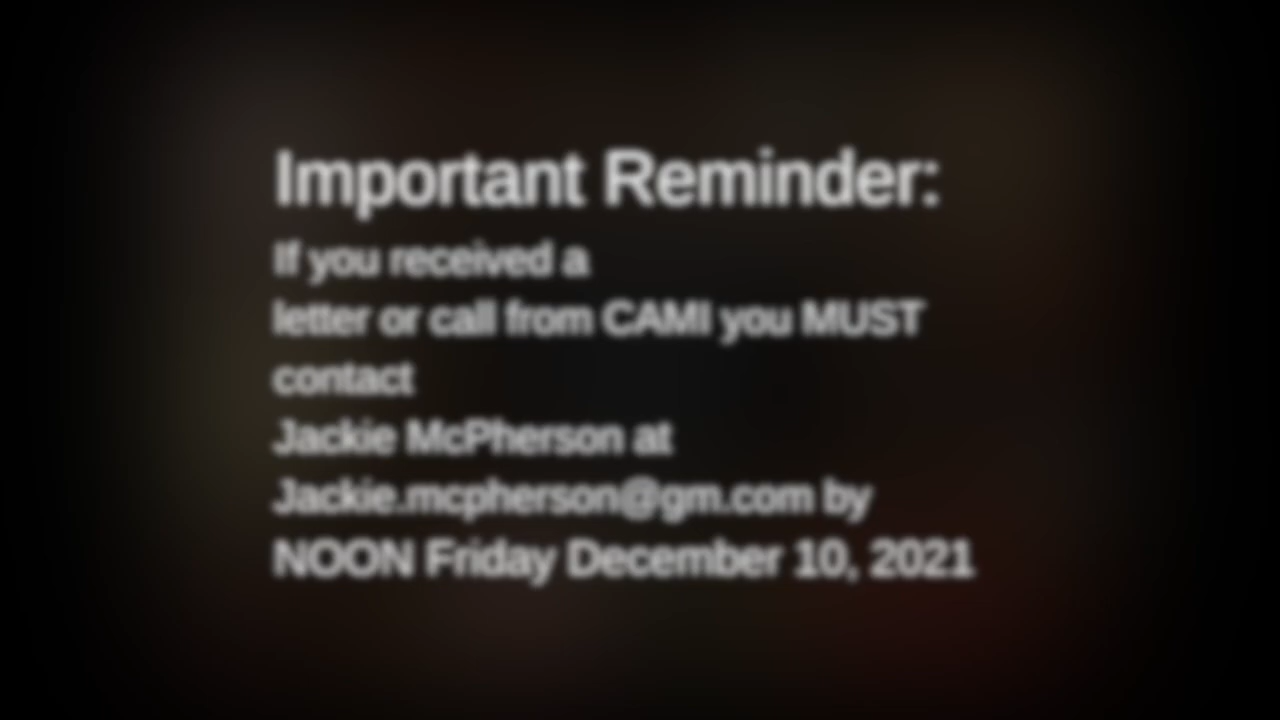 Important Reminder:
If you received a
letter or call from CAMI you MUST
contact
Jackie McPherson at
Jackie.mcpherson@gm.com by
NOON Friday December 10, 2021